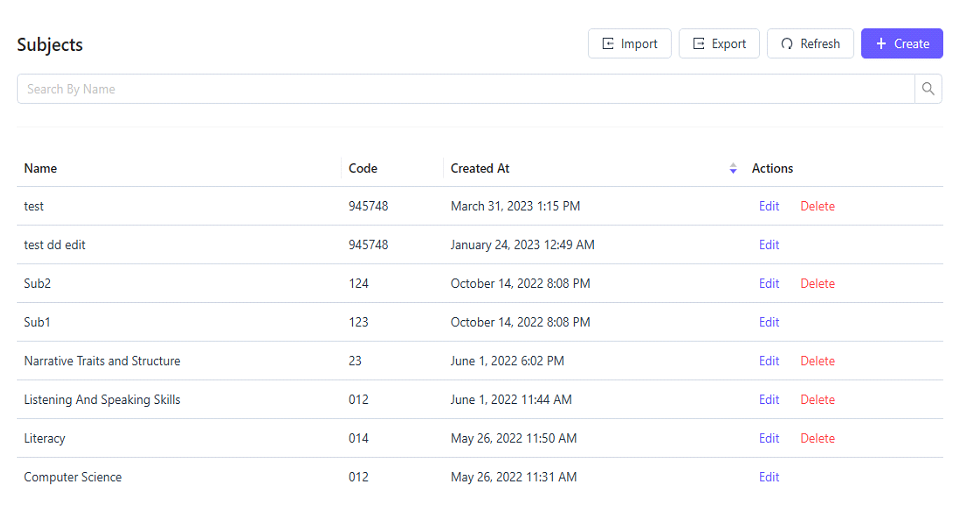 Subjects
Import Export Refresh + Create
Search By Name
Name Code Created At Actions
test 945748 March 31, 2023 1:15 PM Edit Delete
test dd edit 945748 January 24, 2023 12:49 AM Edit
Sub2 124 October 14, 2022 8:08 PM Edit Delete
Sub1 123 October 14, 2022 8:08 PM Edit
Narrative Traits and Structure 23 June 1, 2022 6:02 PM Edit Delete
Listening And Speaking Skills 012 June 1, 2022 11:44 AM Edit Delete
Literacy 014 May 26, 2022 11:50 AM Edit Delete
Computer Science 012 May 26, 2022 11:31 AM Edit